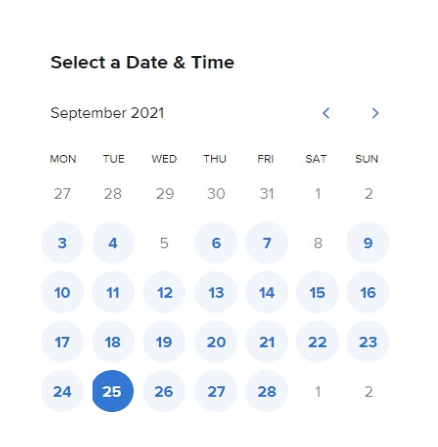 Select a Date & Time
September 2021
MON TUE WED THU FRI SAT SUN
27 28 29 30 31 1 2
3 4 5 6 7 8 9
10 11 12 13 14 15 16
17 18 19 20 21 22 23
24 25 26 27 28 1 2